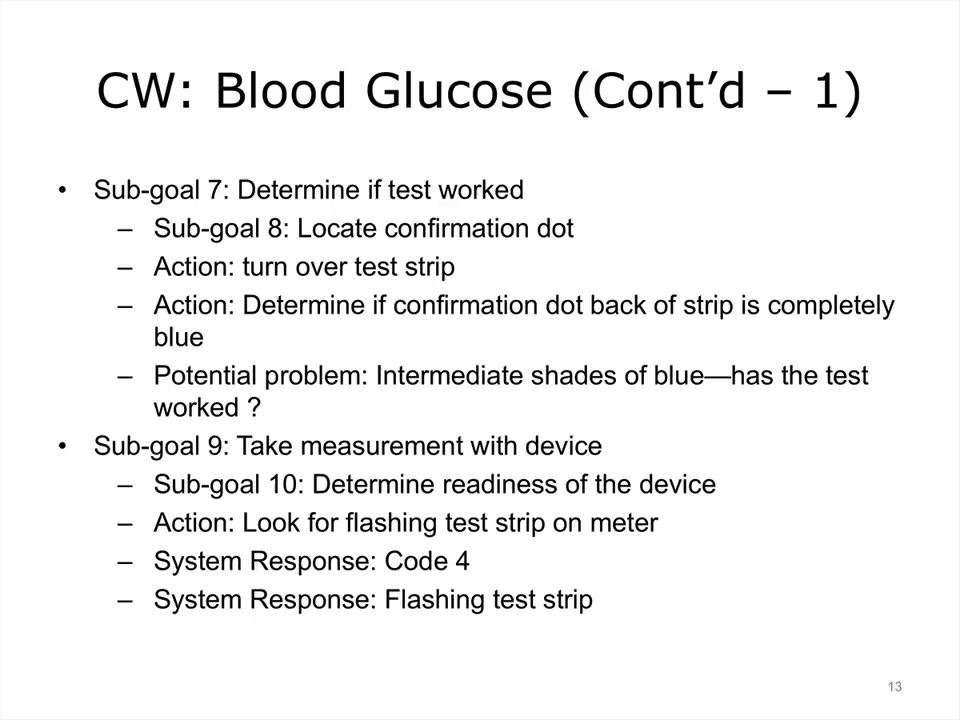 CW: Blood Glucose (Cont’d – 1)
• Sub-goal 7: Determine if test worked
– Sub-goal 8: Locate confirmation dot
– Action: turn over test strip
– Action: Determine if confirmation dot back of strip is completely
blue
– Potential problem: Intermediate shades of blue—has the test
worked ?
• Sub-goal 9: Take measurement with device
– Sub-goal 10: Determine readiness of the device
– Action: Look for flashing test strip on meter
– System Response: Code 4
– System Response: Flashing test strip
13